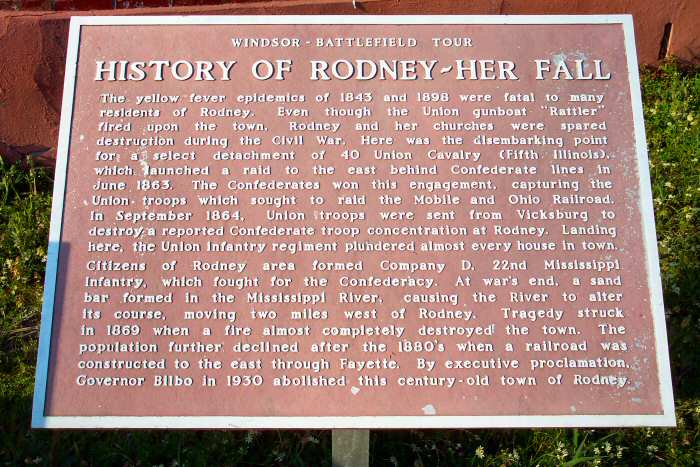 WINDSOR - BATTLEFIELD TOUR
HISTORY OF RODNEY-HER FALL
The yellow fever epidemics of 1843 and 1898 were fatal to many
residents of Rodney. Even though the Union gunboat "Rattler"
fired upon the town, Rodney and her churches were spared
destruction during the Civil War. Here was the disembarking point
for a select detachment of 40 Union Cavalry (Fifth Illinois),
which launched a raid to the east behind Confederate lines in
June 1863. The Confederates won this engagement, capturing the
Union troops which sought to raid the Mobile and Ohio Railroad.
In September 1864, Union troops were sent from Vicksburg to
destroy a reported Confederate troop concentration at Rodney. Landing
here, the Union infantry regiment plundered almost every house in town.
Citizens of Rodney area formed Company D, 22nd Mississippi
Infantry, which fought for the Confederacy. At war's end, a sand
bar formed in the Mississippi River, causing the River to alter
its course, moving two miles west of Rodney. Tragedy struck
in 1869 when a fire almost completely destroyed the town. The
population further declined after the 1880's when a railroad was
constructed to the east through Fayette. By executive proclamation,
Governor Bilbo in 1930 abolished this century-old town of Rodney.